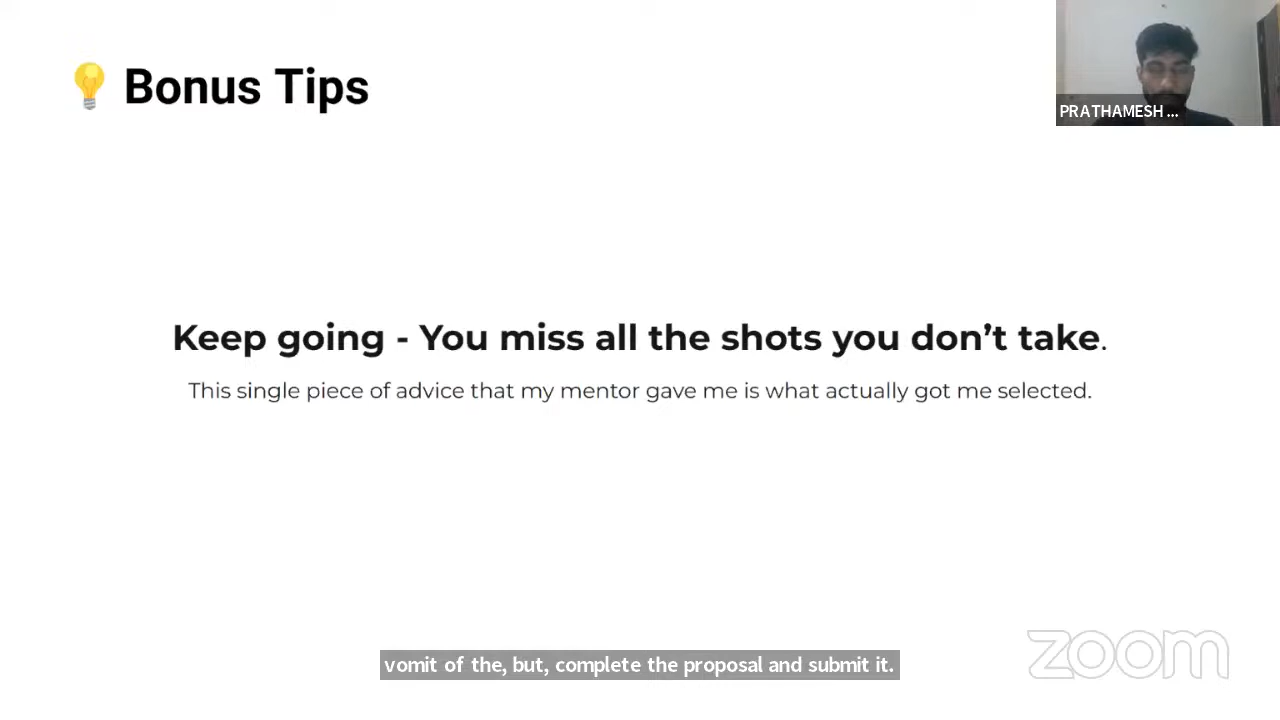 💡 Bonus Tips
PRATHAMESH ...
Keep going - You miss all the shots you don’t take.
This single piece of advice that my mentor gave me is what actually got me selected.
vomit of the, but, complete the proposal and submit it.
zoom